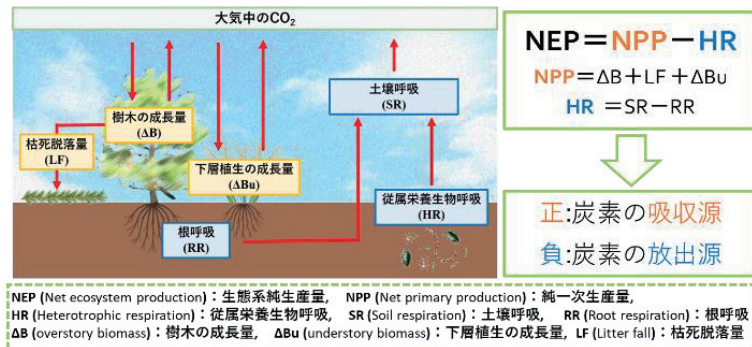 大気中のCO₂
樹木の成長量
(ΔB)
枯死脱落量
(LF)
下層植生の成長量
(ΔBu)
根呼吸
(RR)
土壌呼吸
(SR)
従属栄養生物呼吸
(HR)
NEP=NPP－HR
NPP=ΔB＋LF＋ΔBu
HR =SR－RR
正:炭素の吸収源
負:炭素の放出源
NEP (Net ecosystem production)：生態系純生産量, NPP (Net primary production)：純一次生産量,
HR (Heterotrophic respiration)：従属栄養生物呼吸, SR (Soil respiration)：土壌呼吸, RR (Root respiration)：根呼吸
ΔB (overstory biomass)：樹木の成長量, ΔBu (understory biomass)：下層植生の成長量, LF (Litter fall)：枯死脱落量